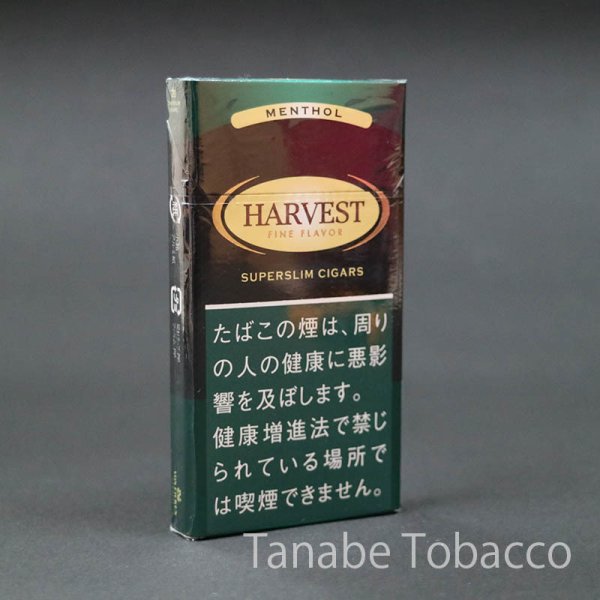 MENTHOL
HARVEST
FINE FLAVOR
SUPERSLIM CIGARS
たばこの煙は、周り
の人の健康に悪影
響を及ぼします。
健康増進法で禁じ
られている場所で
は喫煙できません。
Tanabe Tobacco